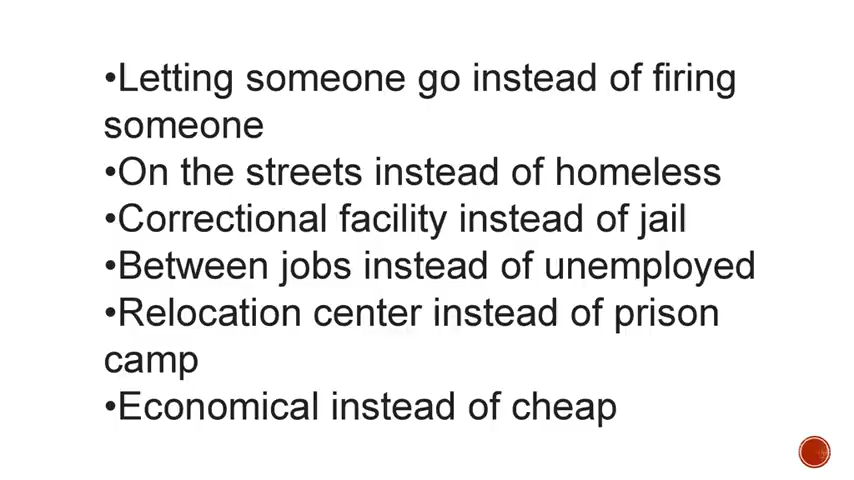 •Letting someone go instead of firing
someone
•On the streets instead of homeless
•Correctional facility instead of jail
•Between jobs instead of unemployed
•Relocation center instead of prison
camp
•Economical instead of cheap